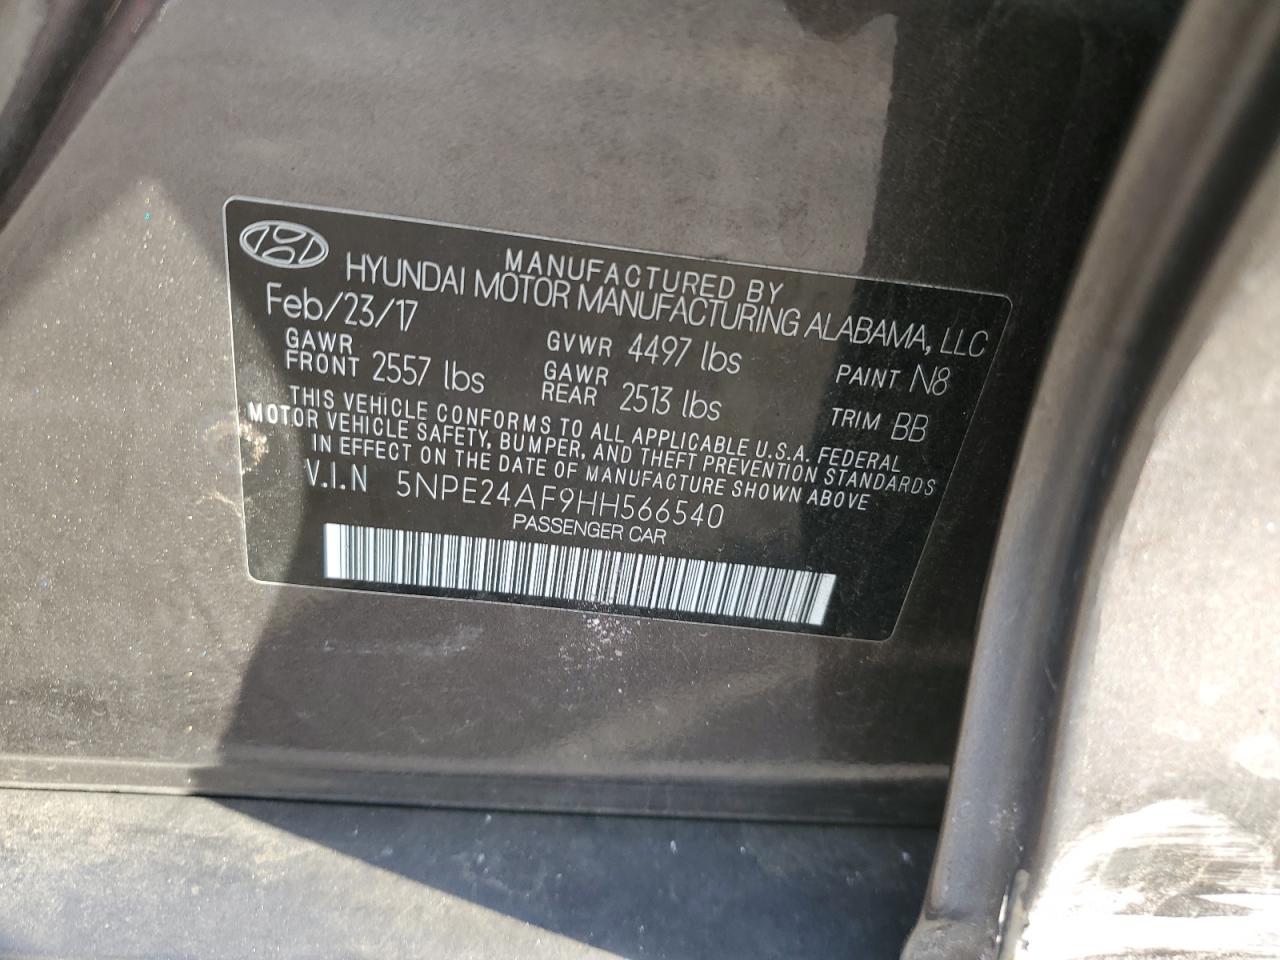 MANUFACTURED BY
HYUNDAI MOTOR MANUFACTURING ALABAMA, LLC
Feb/23/17
GAWR FRONT 2557 lbs
GVWR 4497 lbs
GAWR REAR 2513 lbs
PAINT N8
TRIM BB
THIS VEHICLE CONFORMS TO ALL APPLICABLE U.S.A. FEDERAL
MOTOR VEHICLE SAFETY, BUMPER, AND THEFT PREVENTION STANDARDS
IN EFFECT ON THE DATE OF MANUFACTURE SHOWN ABOVE
V.I.N 5NPE24AF9HH566540
PASSENGER CAR